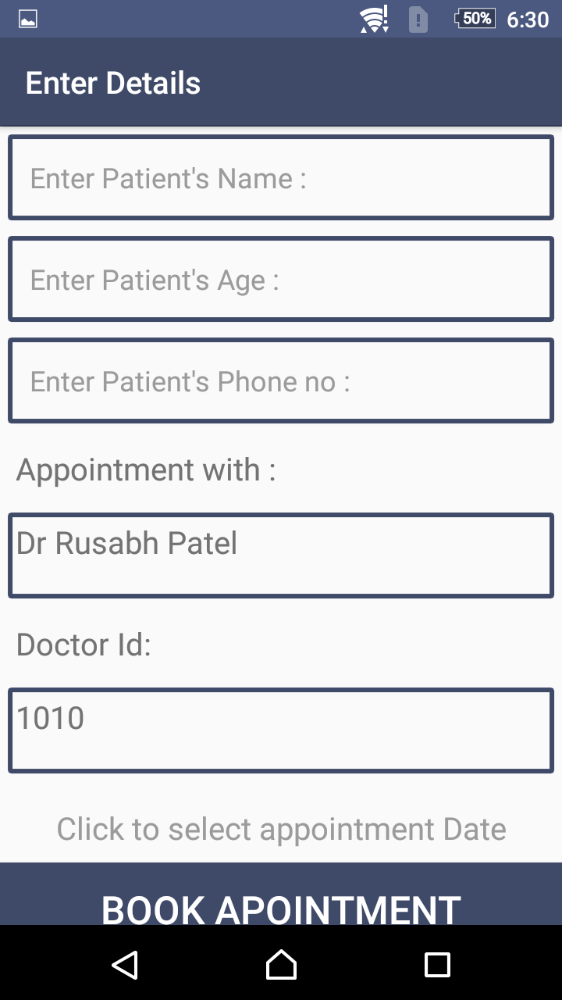 50% 6:30
Enter Details
Enter Patient's Name :
Enter Patient's Age :
Enter Patient's Phone no :
Appointment with :
Dr Rusabh Patel
Doctor Id:
1010
Click to select appointment Date
BOOK APOINTMENT